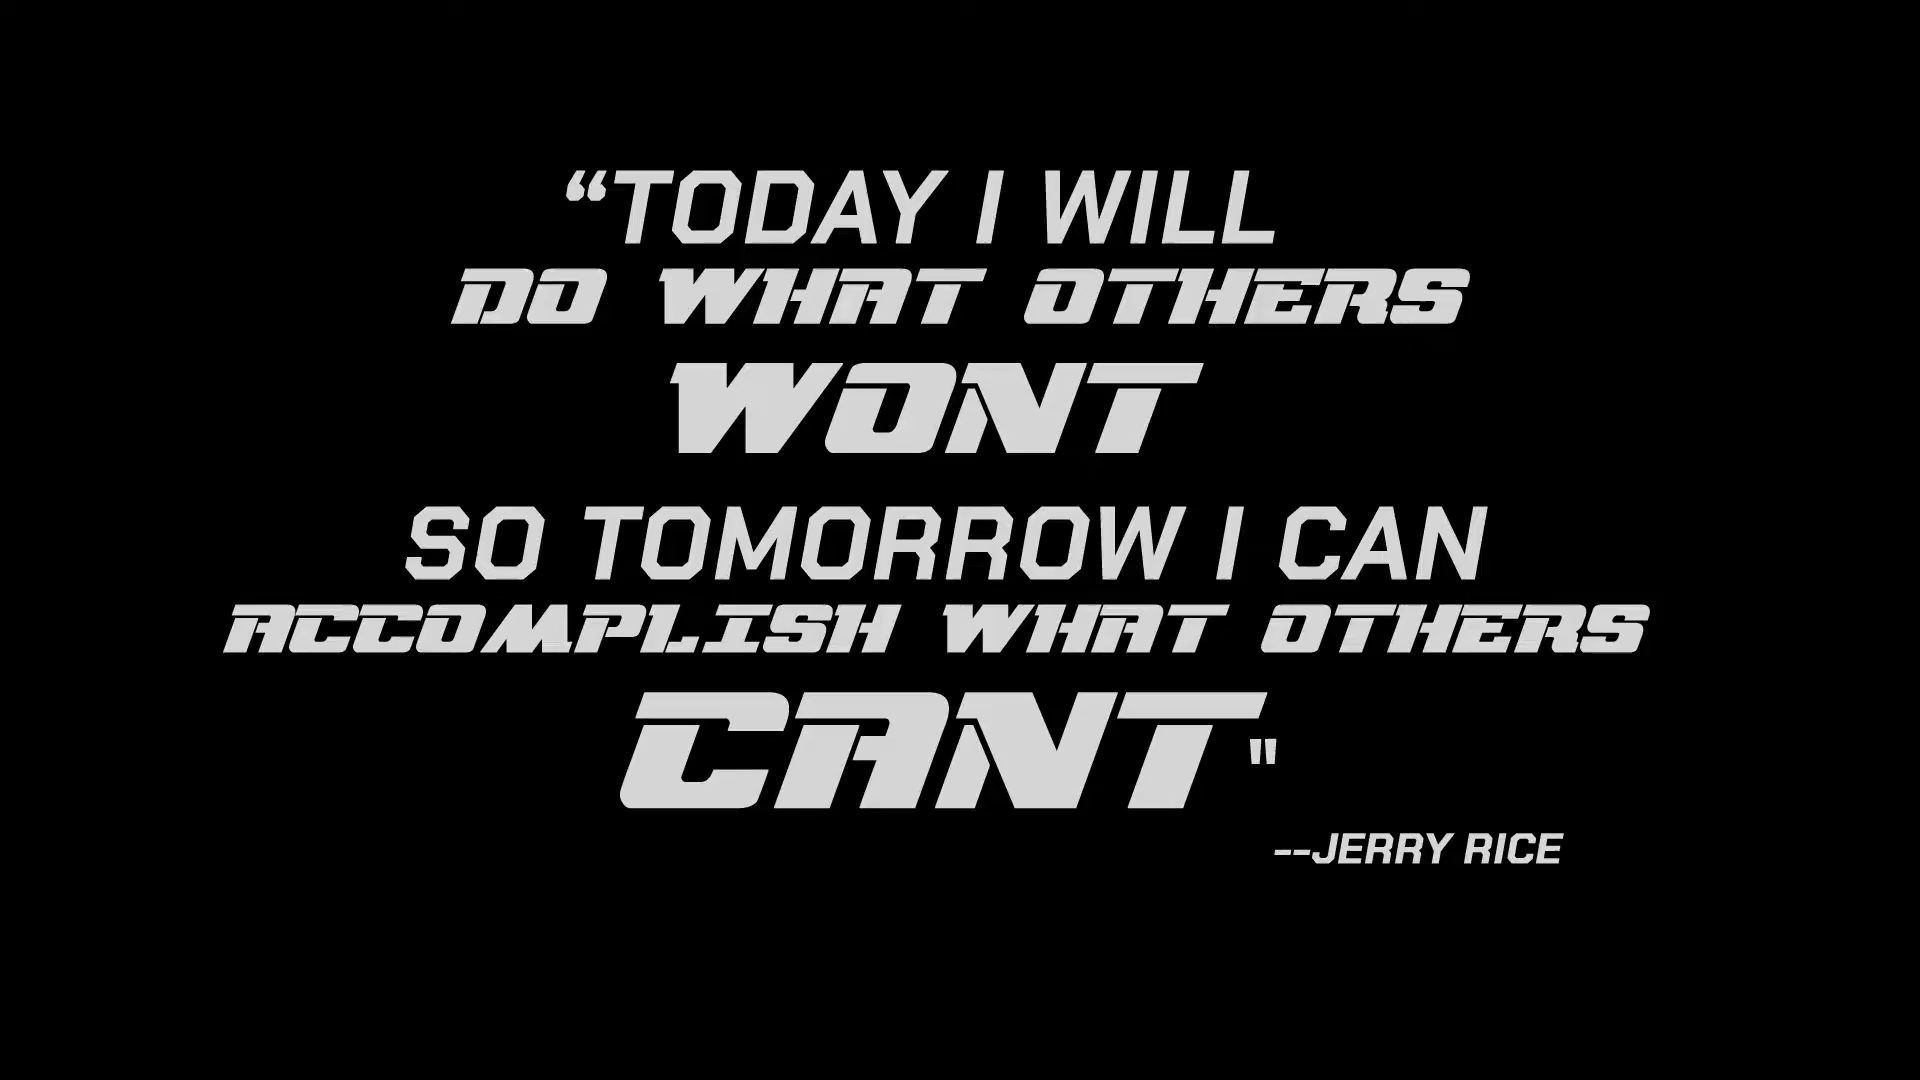 “TODAY I WILL
DO WHAT OTHERS
WONT
SO TOMORROW I CAN
ACCOMPLISH WHAT OTHERS
CANT"
--JERRY RICE